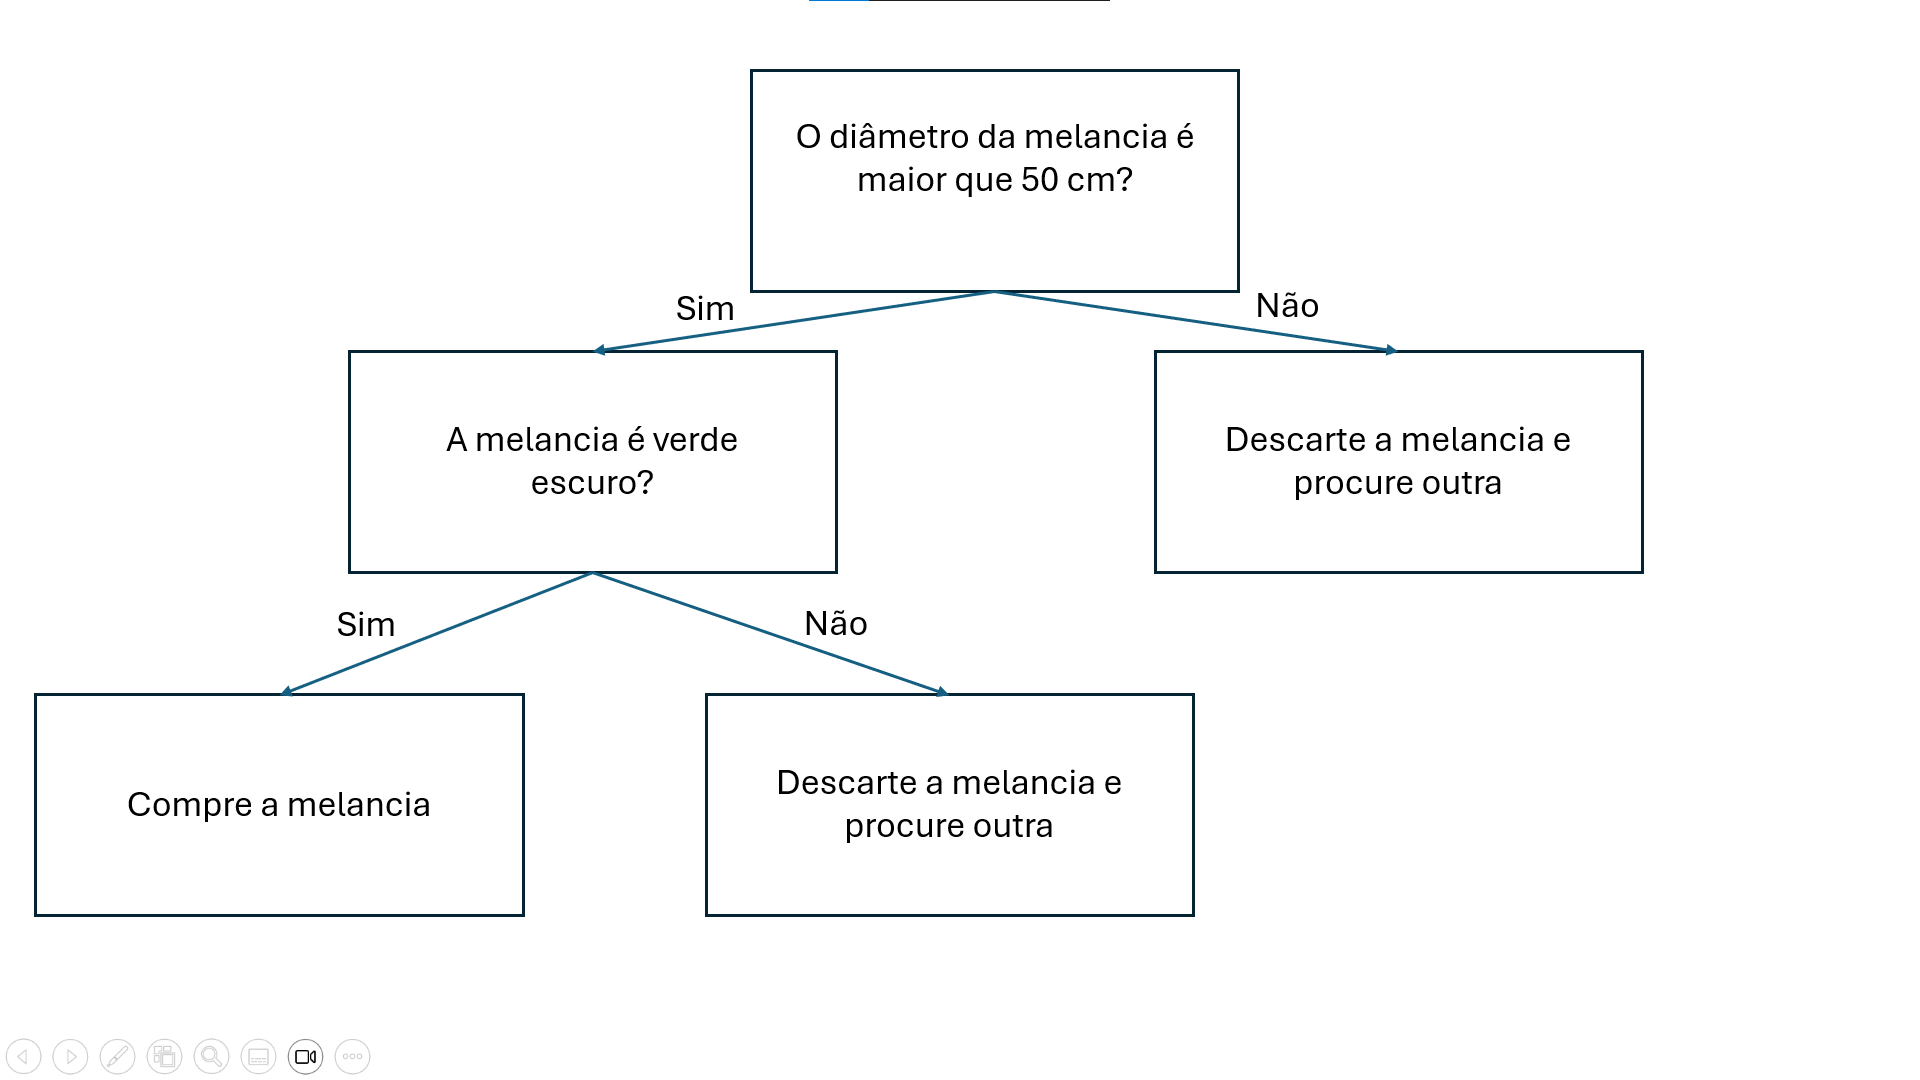 O diâmetro da melancia é
maior que 50 cm?
Sim
Não
A melancia é verde
escuro?
Descarte a melancia e
procure outra
Sim
Não
Compre a melancia
Descarte a melancia e
procure outra